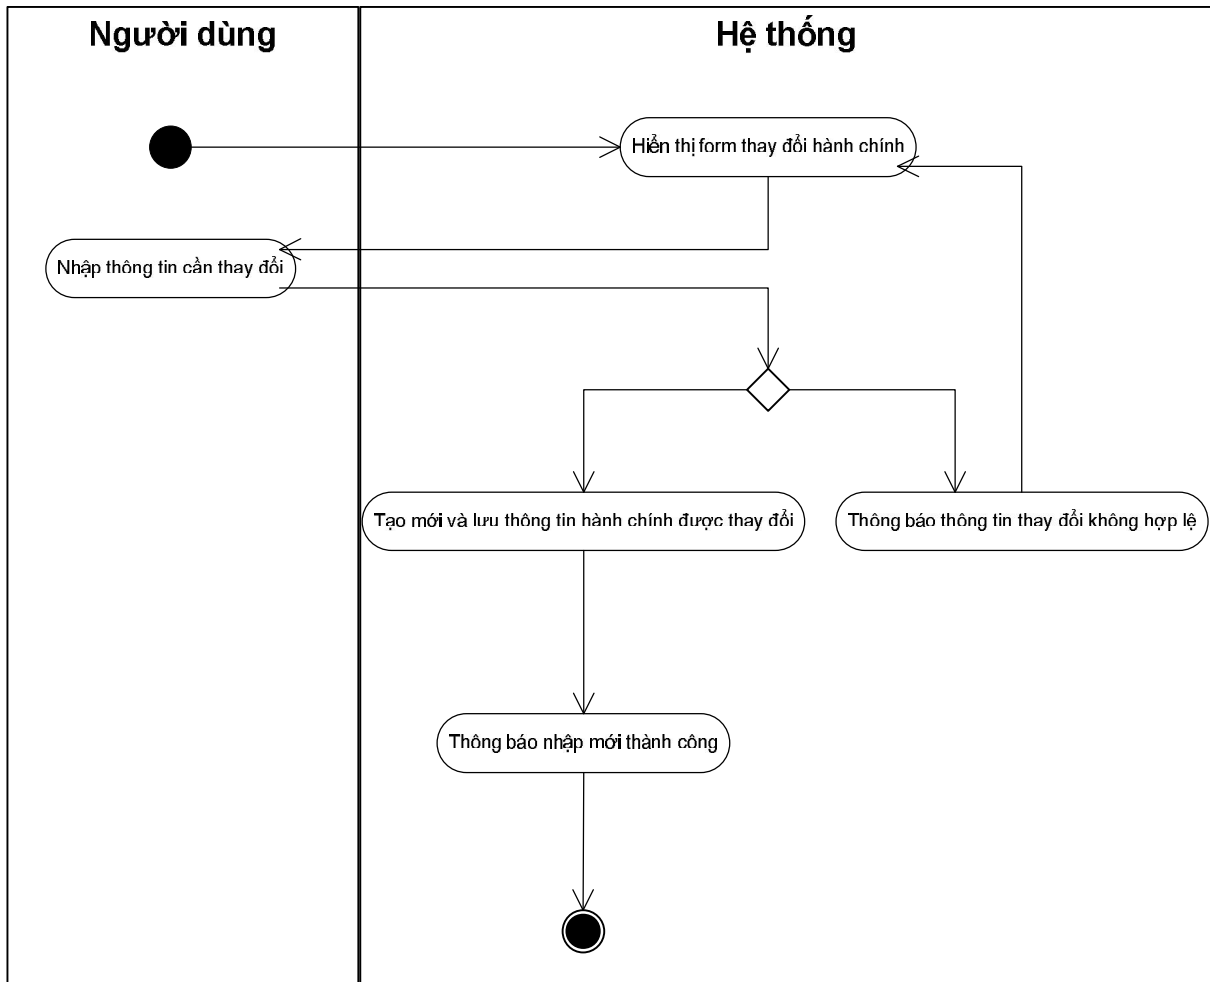 Người dùng
Hệ thống
Hiển thị form thay đổi hành chính
Nhập thông tin cần thay đổi
Tạo mới và lưu thông tin hành chính được thay đổi
Thông báo thông tin thay đổi không hợp lệ
Thông báo nhập mới thành công